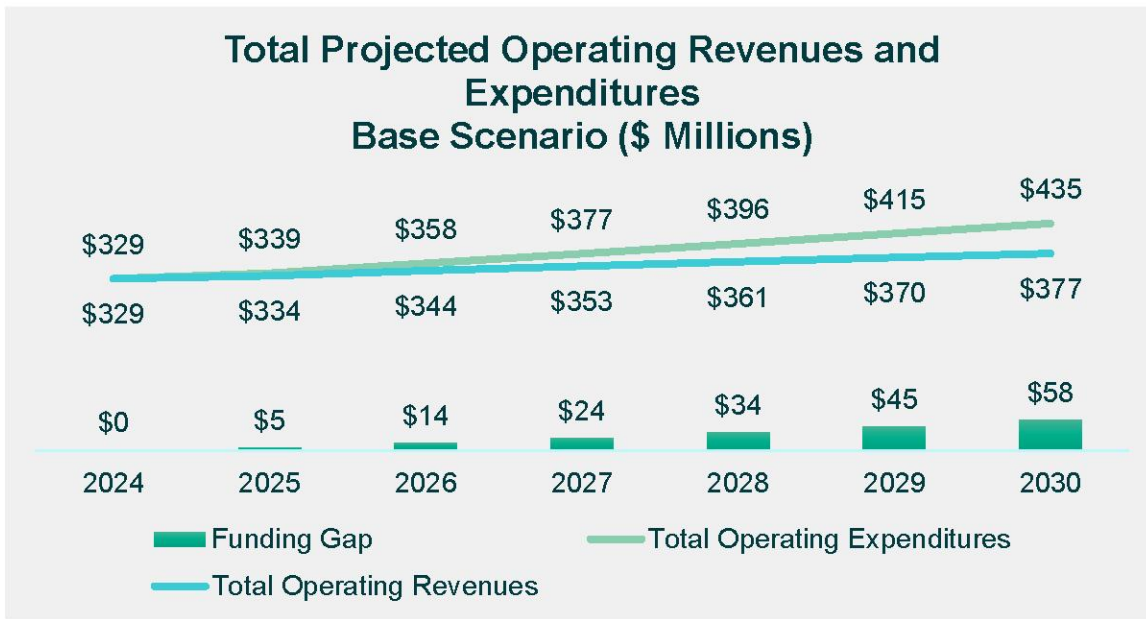 Total Projected Operating Revenues and
Expenditures
Base Scenario ($ Millions)
$329 $339 $358 $377 $396 $415 $435
$329 $334 $344 $353 $361 $370 $377
$0 $5 $14 $24 $34 $45 $58
2024 2025 2026 2027 2028 2029 2030
Funding Gap Total Operating Expenditures
Total Operating Revenues